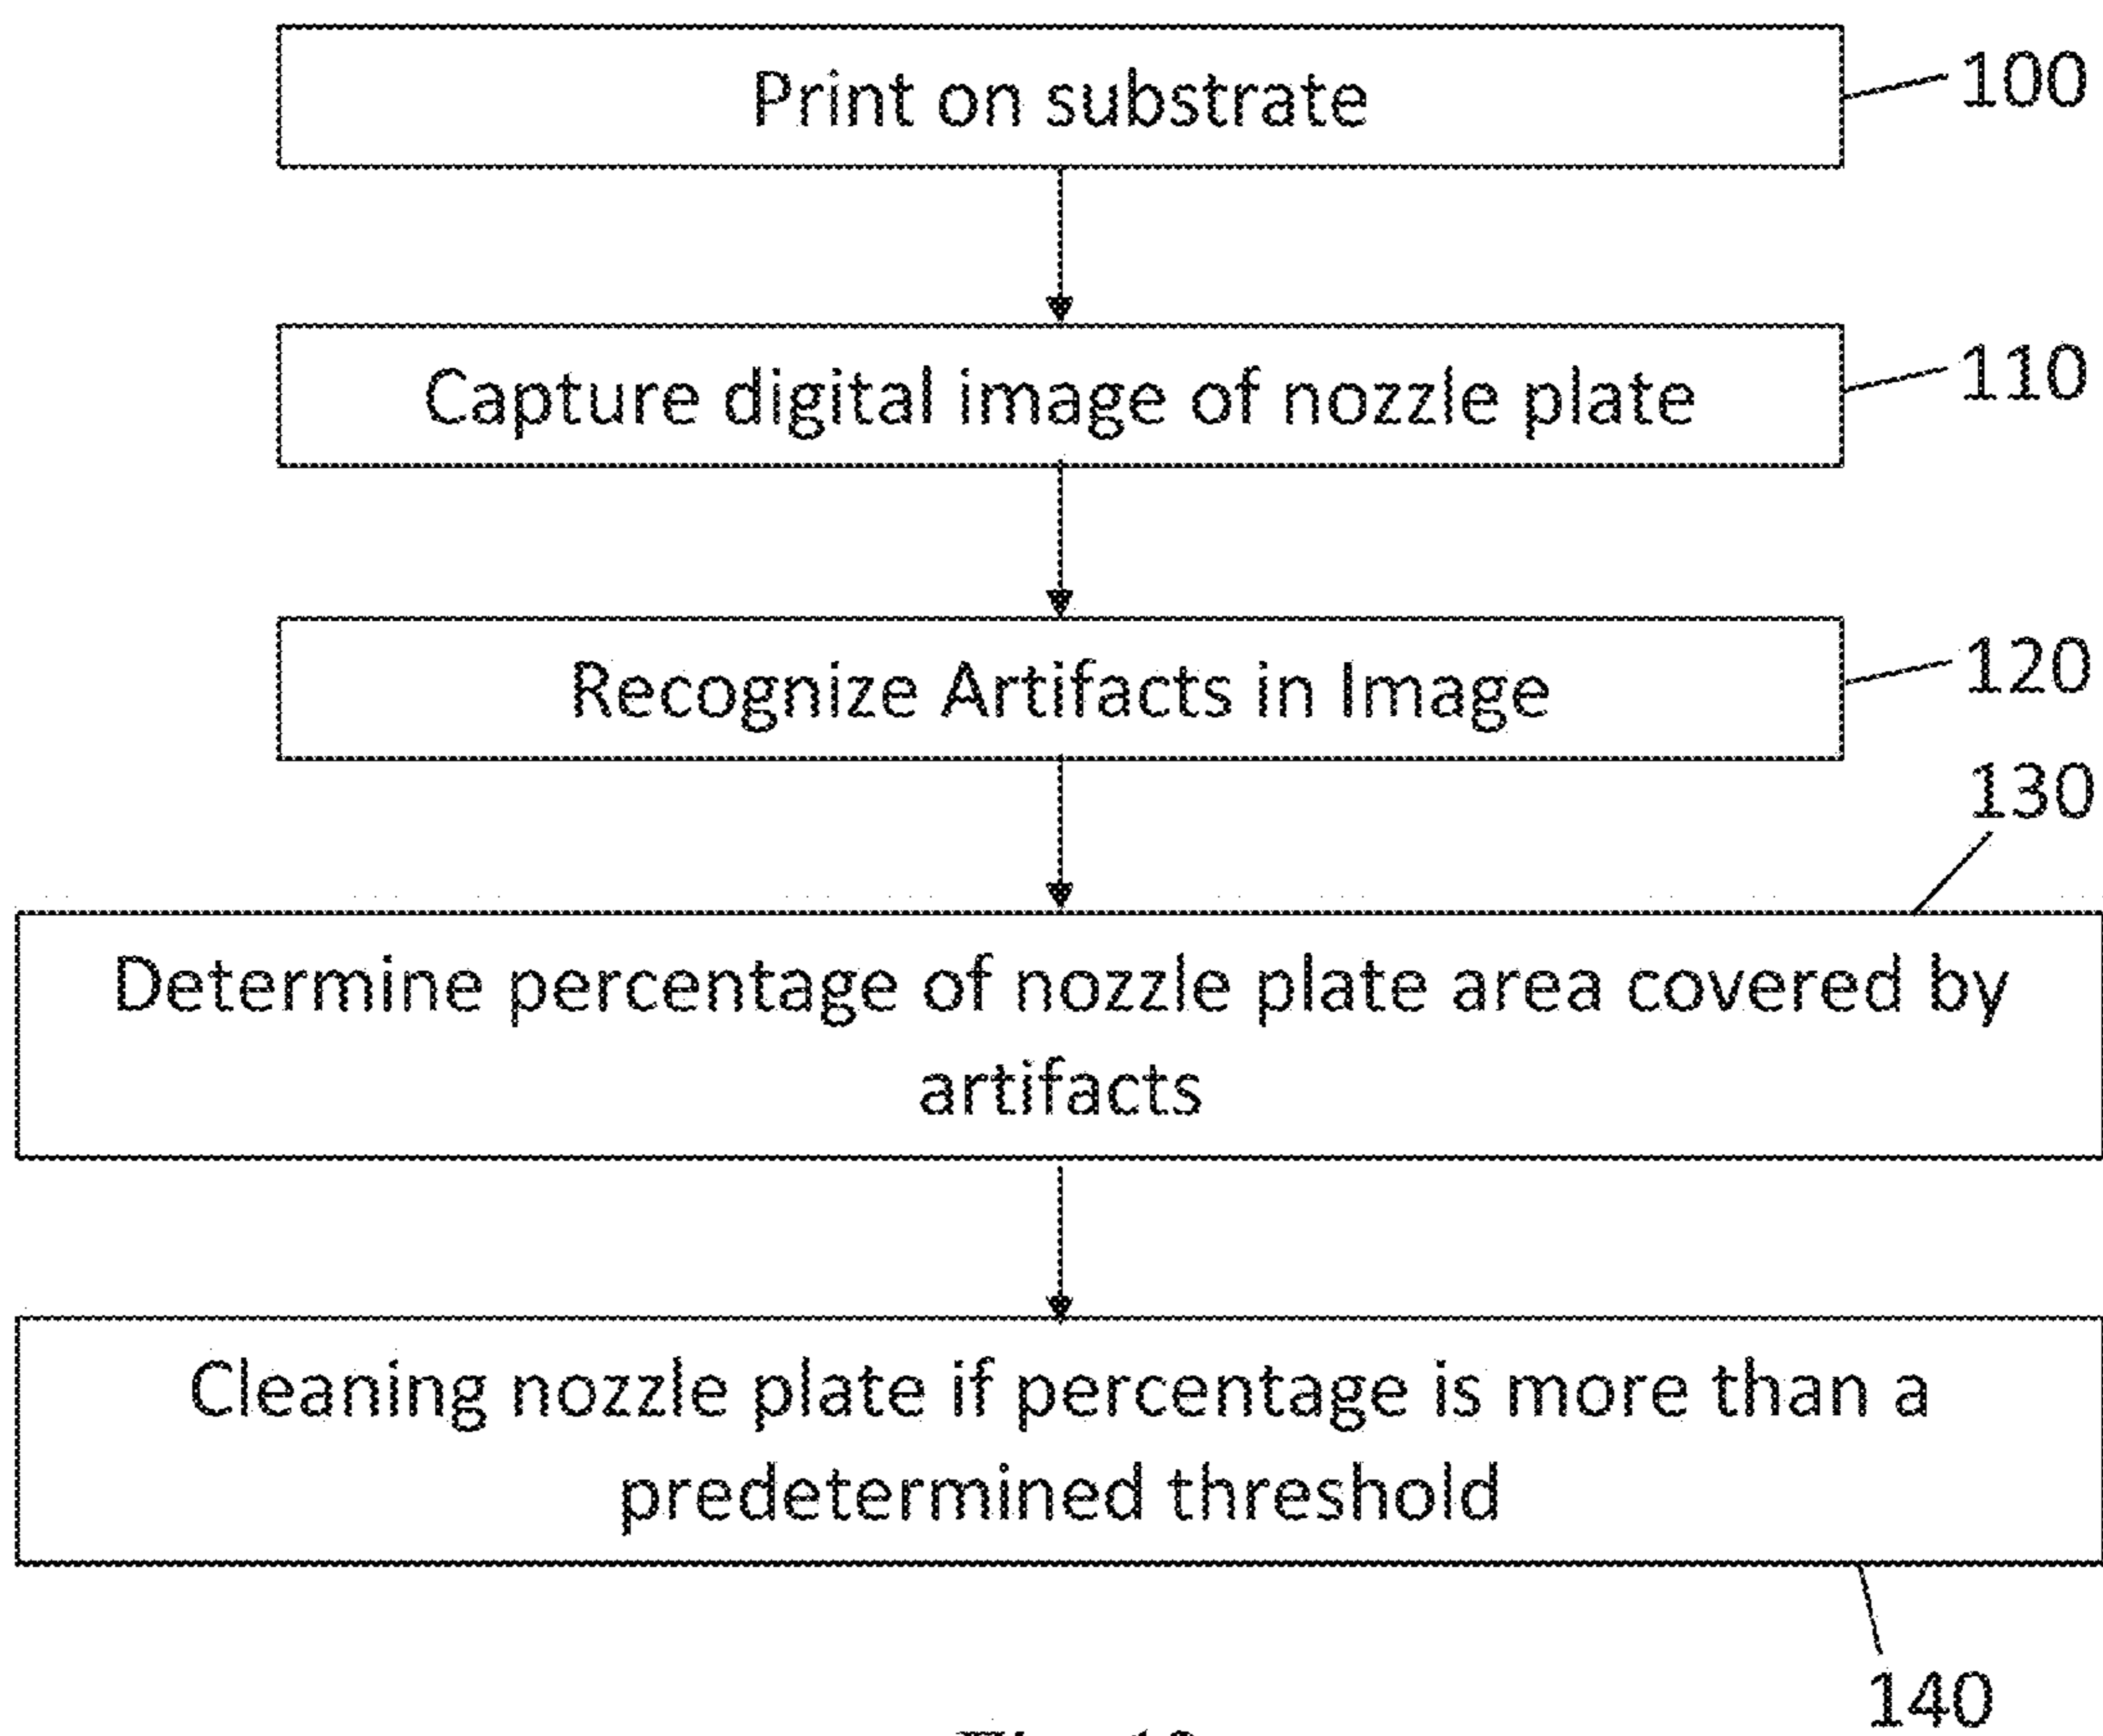 Print on substrate
100
Capture digital image of nozzle plate
110
Recognize Artifacts in Image
120
130
Determine percentage of nozzle plate area covered by
artifacts
Cleaning nozzle plate if percentage is more than a
predetermined threshold
140